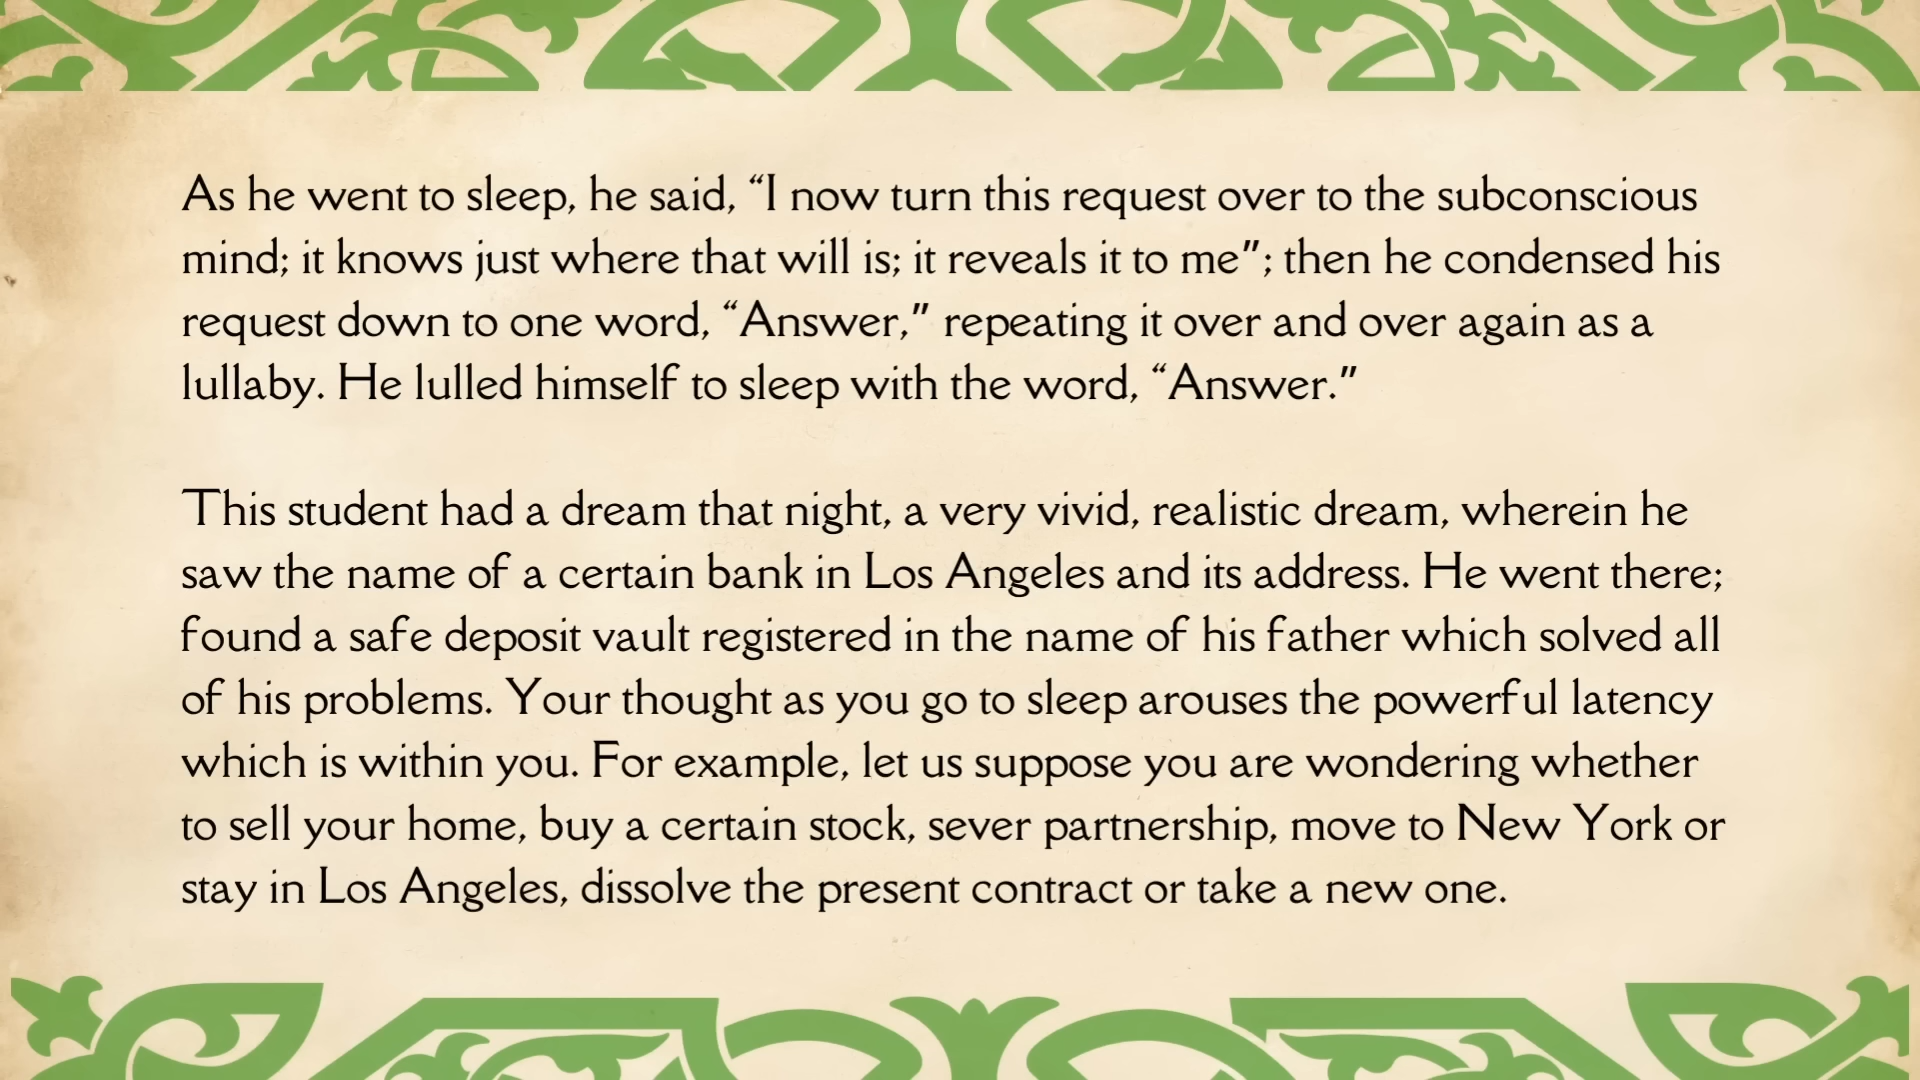 As he went to sleep, he said, “I now turn this request over to the subconscious
mind; it knows just where that will is; it reveals it to me”; then he condensed his
request down to one word, “Answer,” repeating it over and over again as a
lullaby. He lulled himself to sleep with the word, “Answer.”
This student had a dream that night, a very vivid, realistic dream, wherein he
saw the name of a certain bank in Los Angeles and its address. He went there;
found a safe deposit vault registered in the name of his father which solved all
of his problems. Your thought as you go to sleep arouses the powerful latency
which is within you. For example, let us suppose you are wondering whether
to sell your home, buy a certain stock, sever partnership, move to New York or
stay in Los Angeles, dissolve the present contract or take a new one.